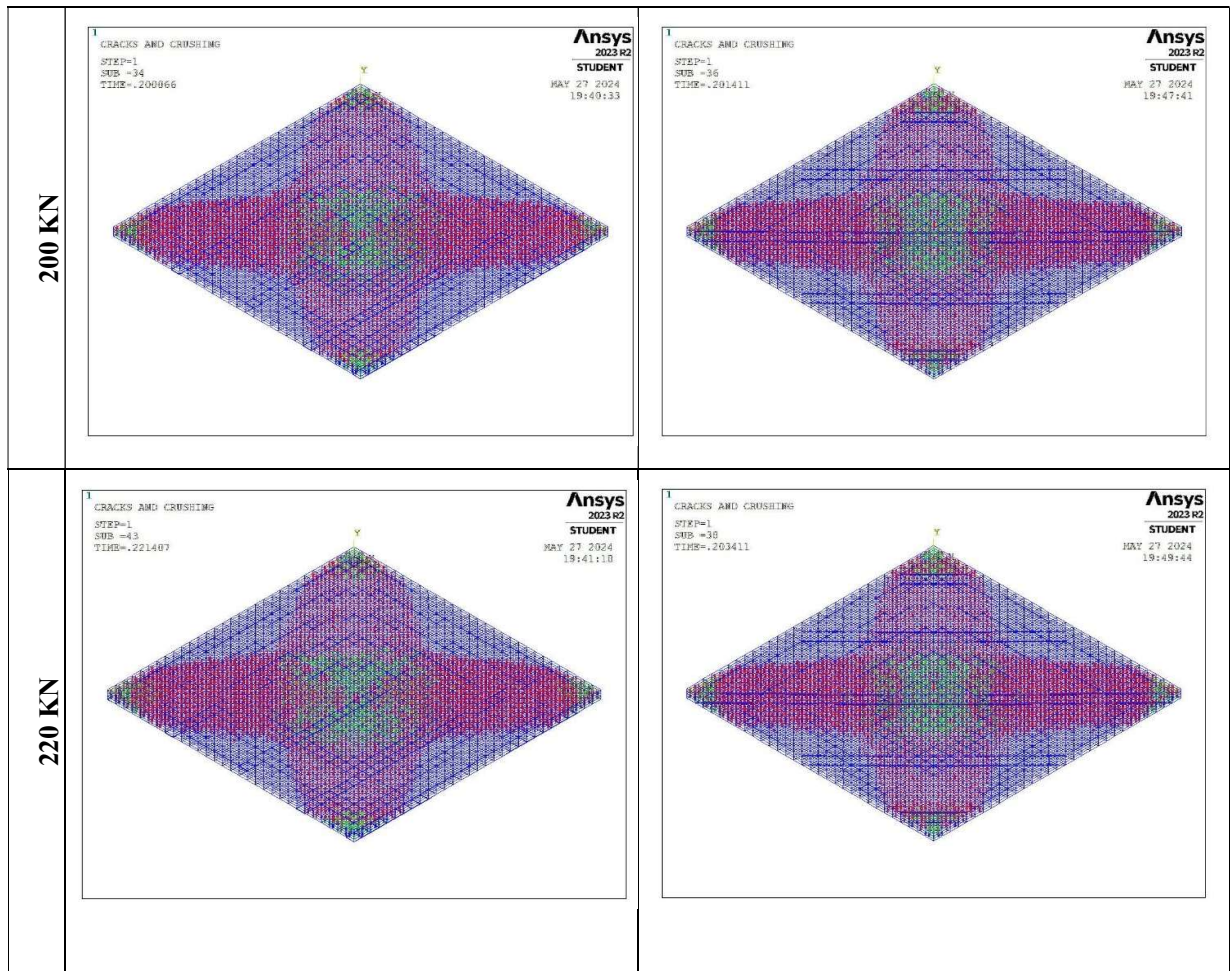 200 KN
1
CRACKS AND CRUSHING
STEP=1
SUB =34
TIME=.200866
Ansys
2023 R2
STUDENT
MAY 27 2024
19:40:33
Y
1
CRACKS AND CRUSHING
STEP=1
SUB =36
TIME=.201411
Ansys
2023 R2
STUDENT
MAY 27 2024
19:47:41
Y
220 KN
1
CRACKS AND CRUSHING
STEP=1
SUB =43
TIME=.221407
Ansys
2023 R2
STUDENT
MAY 27 2024
19:41:18
Y
1
CRACKS AND CRUSHING
STEP=1
SUB =38
TIME=.203411
Ansys
2023 R2
STUDENT
MAY 27 2024
19:49:44
Y